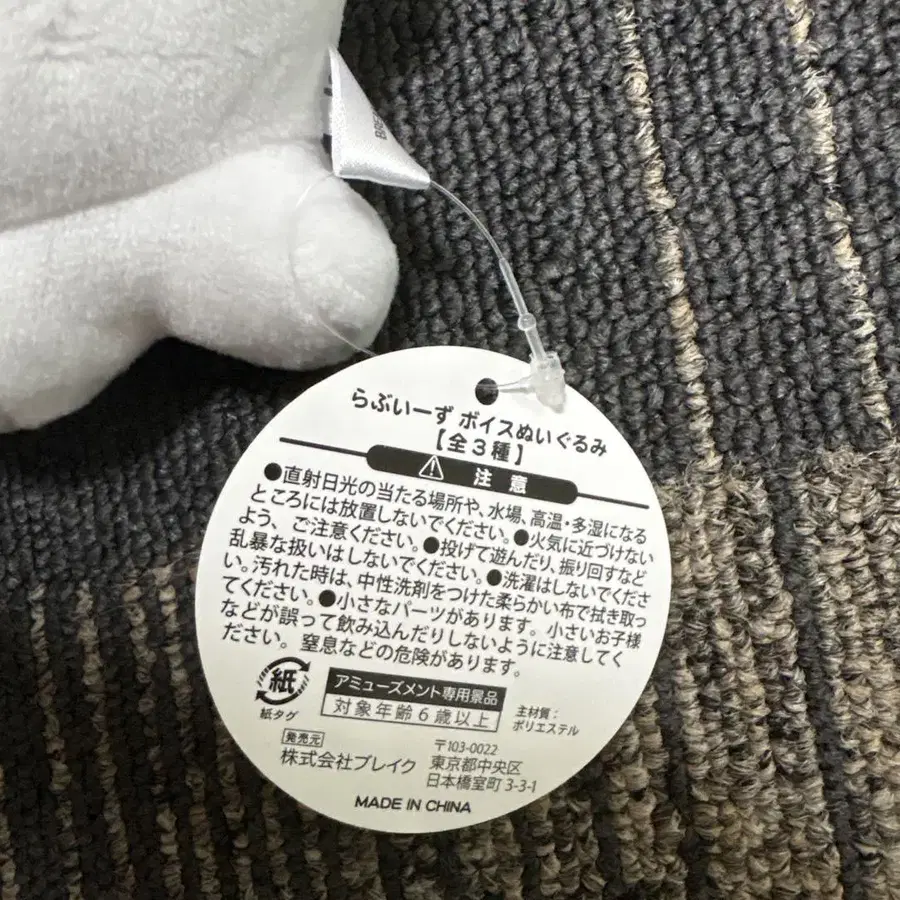 らぶいーず ボイスぬいぐるみ
【全3種】
注意
●直射日光の当たる場所や、水場、高温・多湿になる
ところには放置しないでください。●火気に近づけない
よう、ご注意ください。●投げて遊んだり、振り回すなど
乱暴な扱いはしないでください。●洗濯はしないでくださ
い。汚れた時は、中性洗剤をつけた柔らかい布で拭き取っ
てください。●小さなパーツがあります。小さいお子様
などが誤って飲み込んだりしないように注意してく
ださい。窒息などの危険があります。
紙
紙タグ
アミューズメント専用景品
対象年齢6歳以上
主材質:
ポリエステル
発売元
株式会社ブレイク
〒103-0022
東京都中央区
日本橋室町 3-3-1
MADE IN CHINA